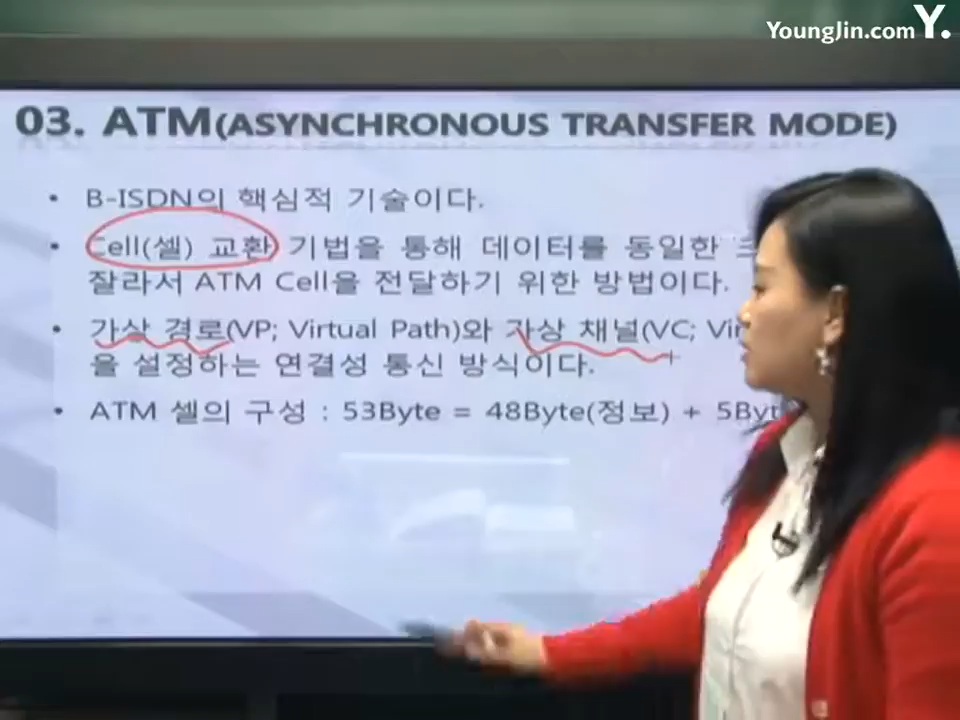 YoungJin.com Y.
03. ATM(ASYNCHRONOUS TRANSFER MODE)
• B-ISDN의 핵심적 기술이다.
• Cell(셀) 교환 기법을 통해 데이터를 동일한
잘라서 ATM Cell을 전달하기 위한 방법이다.
• 가상 경로(VP; Virtual Path)와 가상 채널(VC;
을 설정하는 연결성 통신 방식이다.
• ATM 셀의 구성 : 53Byte = 48Byte(정보) +